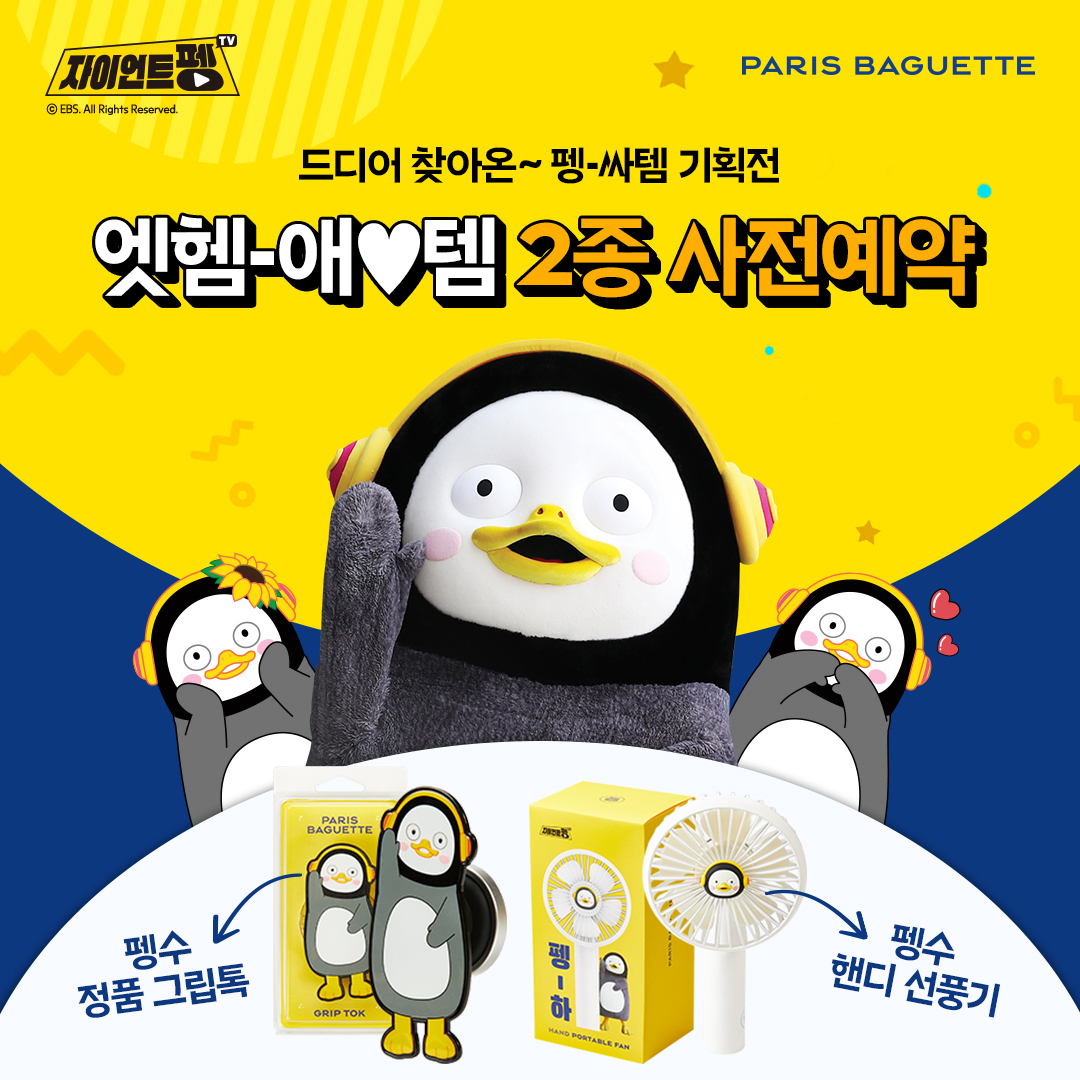 자이언트펭 TV
© EBS. All Rights Reserved.
PARIS BAGUETTE
드디어 찾아온~ 펭-싸템 기획전
엣헴-애♥템 2종 사전예약
PARIS
BAGUETTE
GRIP TOK
펭수
정품 그립톡
자이언트펭
펭-하
HAND PORTABLE FAN
펭수
핸디 선풍기